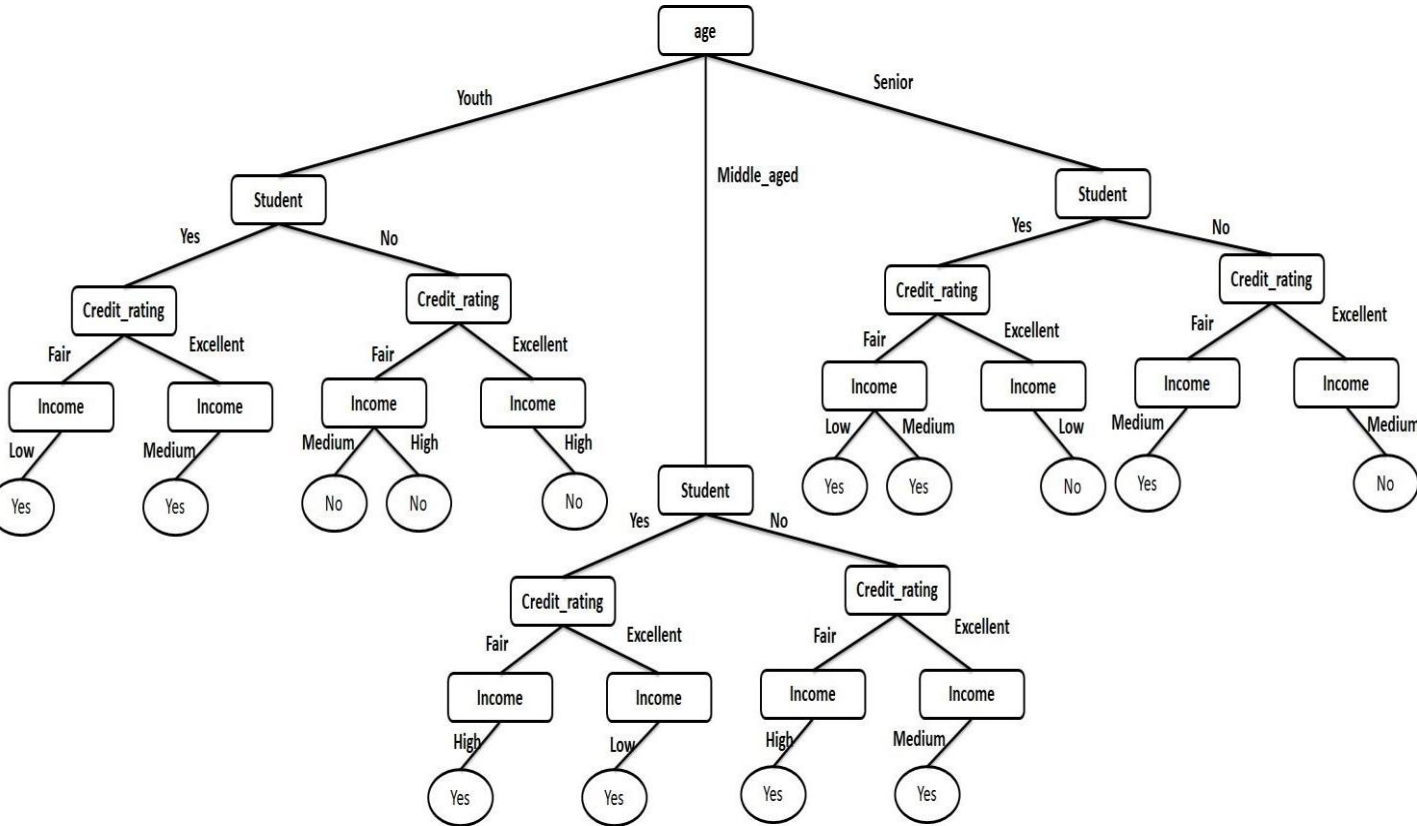 age
Youth
Senior
Middle_aged
Student
Student
Yes
No
Yes
No
Credit_rating
Credit_rating
Credit_rating
Credit_rating
Fair
Excellent
Fair
Excellent
Fair
Excellent
Fair
Excellent
Income
Income
Income
Income
Income
Income
Income
Income
Low
Medium
Medium
High
High
Low
Medium
Low
Medium
Medium
Yes
Yes
No
No
No
Yes
Yes
No
Yes
No
Student
Yes
No
Credit_rating
Credit_rating
Fair
Excellent
Fair
Excellent
Income
Income
Income
Income
High
Low
High
Medium
Yes
Yes
Yes
Yes